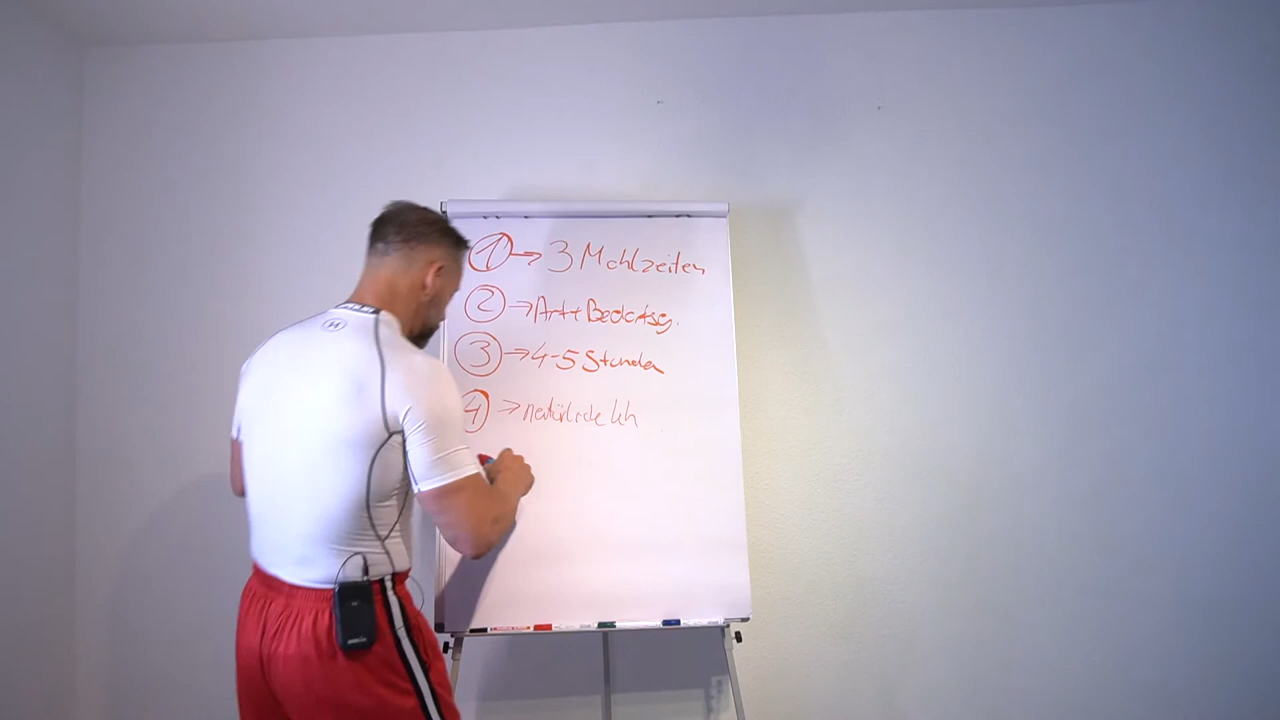 1 → 3 Mahlzeiten
2 → Art + Bedarfsg.
3 → 4-5 Stunden
4 → natürliche kh